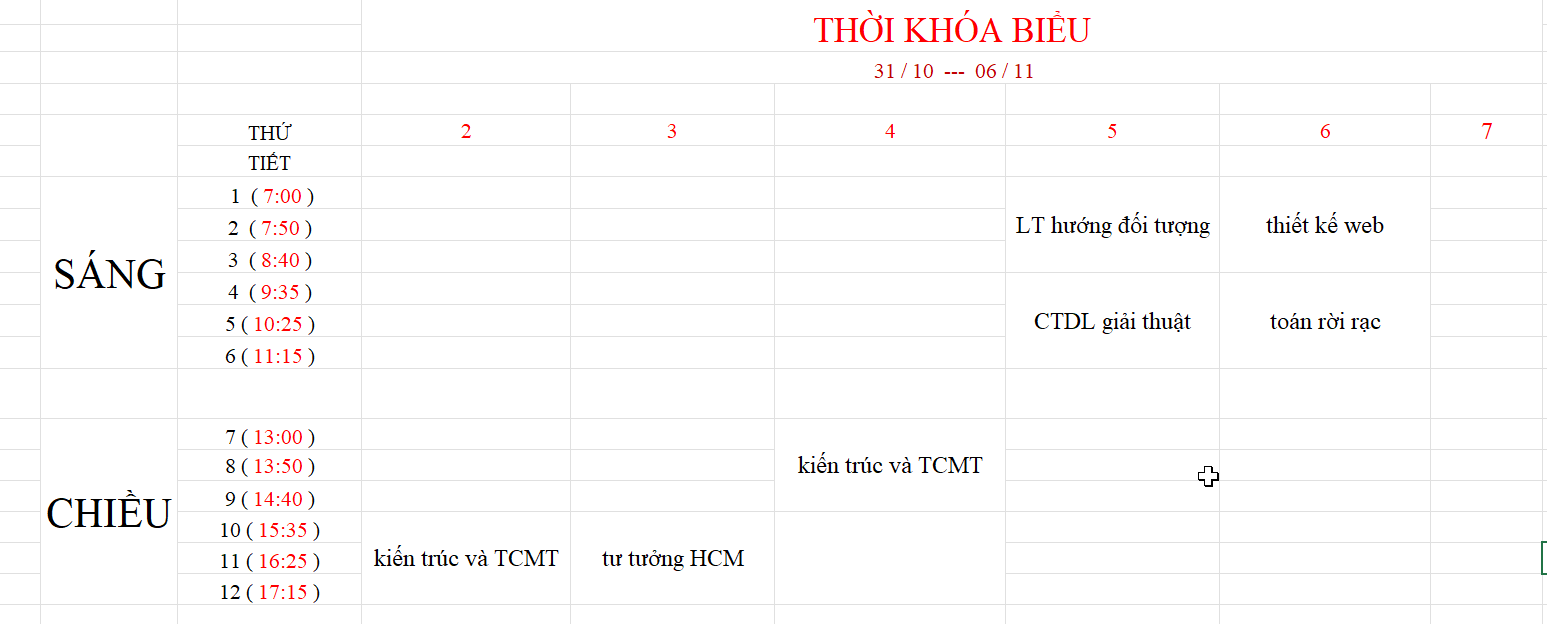 THỜI KHÓA BIỂU
31 / 10 --- 06 / 11
THỨ 2 3 4 5 6 7
TIẾT
SÁNG
1 ( 7:00 )
2 ( 7:50 )
3 ( 8:40 )
4 ( 9:35 )
5 ( 10:25 )
6 ( 11:15 )
LT hướng đối tượng thiết kế web
CTDL giải thuật toán rời rạc
CHIỀU
7 ( 13:00 )
8 ( 13:50 )
9 ( 14:40 )
10 ( 15:35 )
11 ( 16:25 )
12 ( 17:15 )
kiến trúc và TCMT
kiến trúc và TCMT tư tưởng HCM